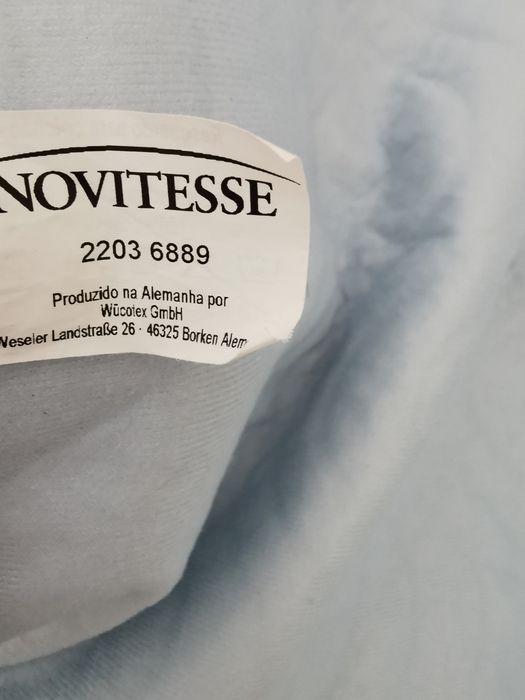 NOVITESSE
2203 6889
Produzido na Alemanha por
Wücotex GmbH
Weseler Landstraße 26 · 46325 Borken Alem